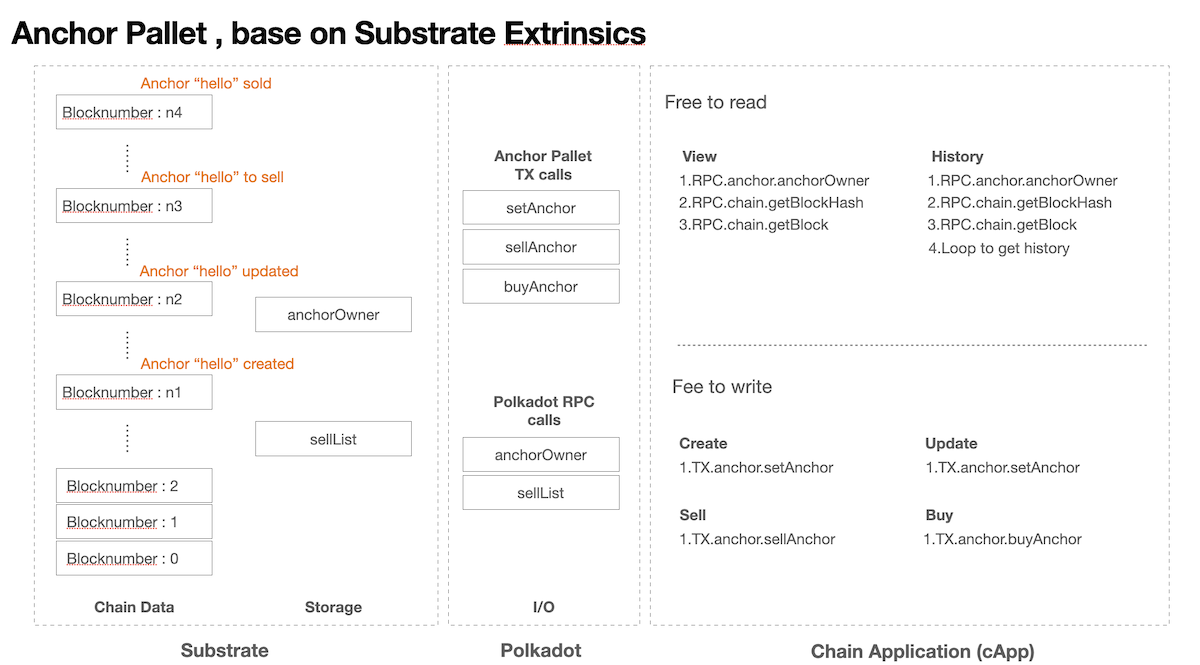 Anchor Pallet , base on Substrate Extrinsics
Anchor “hello” sold
Blocknumber : n4
Anchor “hello” to sell
Blocknumber : n3
Anchor “hello” updated
Blocknumber : n2
anchorOwner
Anchor “hello” created
Blocknumber : n1
sellList
Blocknumber : 2
Blocknumber : 1
Blocknumber : 0
Chain Data
Storage
Substrate
Anchor Pallet
TX calls
setAnchor
sellAnchor
buyAnchor
Polkadot RPC
calls
anchorOwner
sellList
I/O
Polkadot
Free to read
View
1.RPC.anchor.anchorOwner
2.RPC.chain.getBlockHash
3.RPC.chain.getBlock
History
1.RPC.anchor.anchorOwner
2.RPC.chain.getBlockHash
3.RPC.chain.getBlock
4.Loop to get history
Fee to write
Create
1.TX.anchor.setAnchor
Update
1.TX.anchor.setAnchor
Sell
1.TX.anchor.sellAnchor
Buy
1.TX.anchor.buyAnchor
Chain Application (cApp)